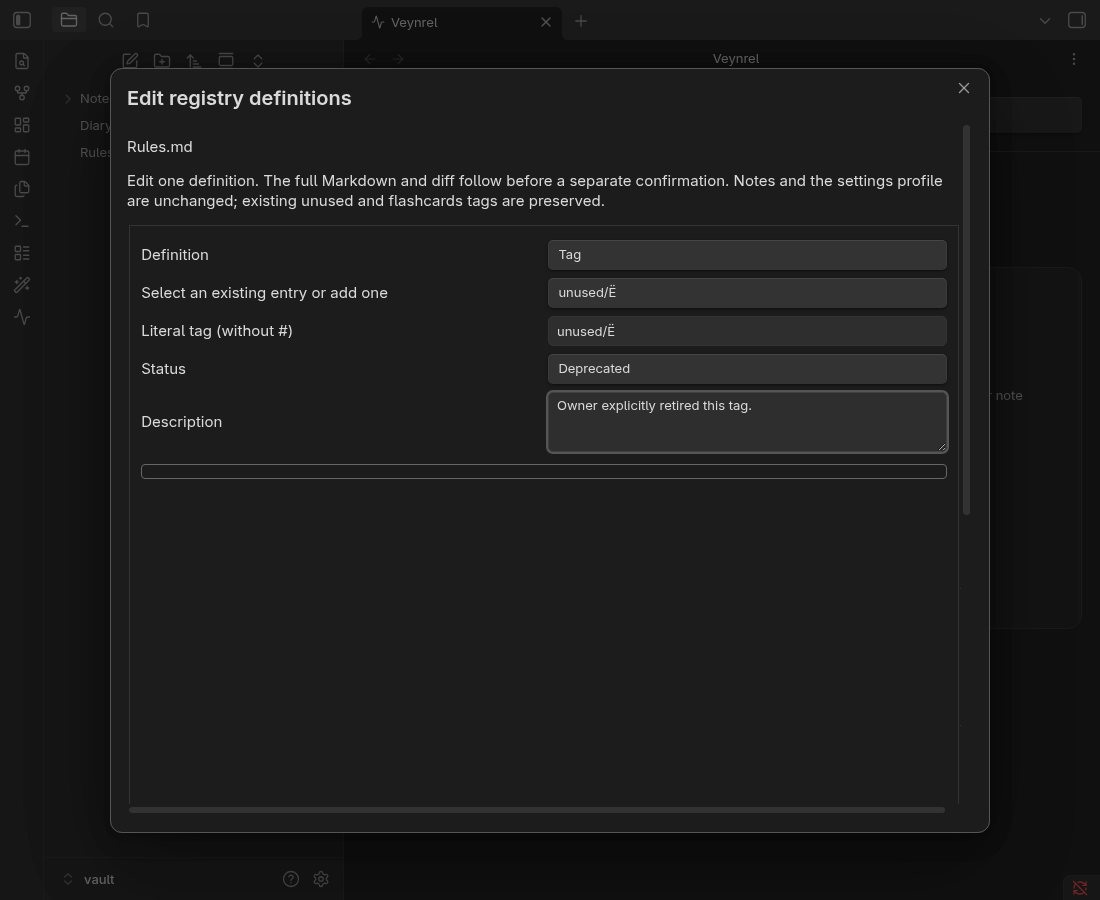 Veynrel
Veynrel
Note
Diary
Rules
Edit registry definitions
Rules.md
Edit one definition. The full Markdown and diff follow before a separate confirmation. Notes and the settings profile
are unchanged; existing unused and flashcards tags are preserved.
Definition
Tag
Select an existing entry or add one
unused/Ë
Literal tag (without #)
unused/Ë
Status
Deprecated
Description
Owner explicitly retired this tag.
note
vault